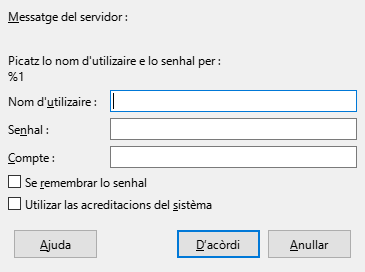 Messatge del servidor :
Picatz lo nom d'utilizaire e lo senhal per :
%1
Nom d'utilizaire :
Senhal :
Compte :
Se remembrar lo senhal
Utilizar las acreditacions del sistèma
Ajuda
D'acòrdi
Anullar